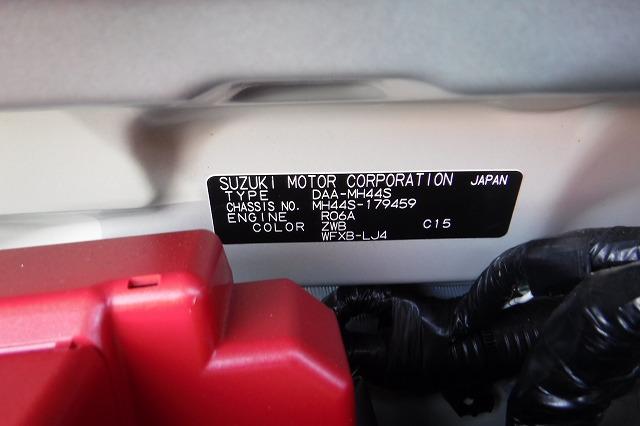 SUZUKI MOTOR CORPORATION JAPAN
TYPE DAA-MH44S
CHASSIS NO. MH44S-179459
ENGINE R06A
COLOR ZWB C15
WFXB-LJ4